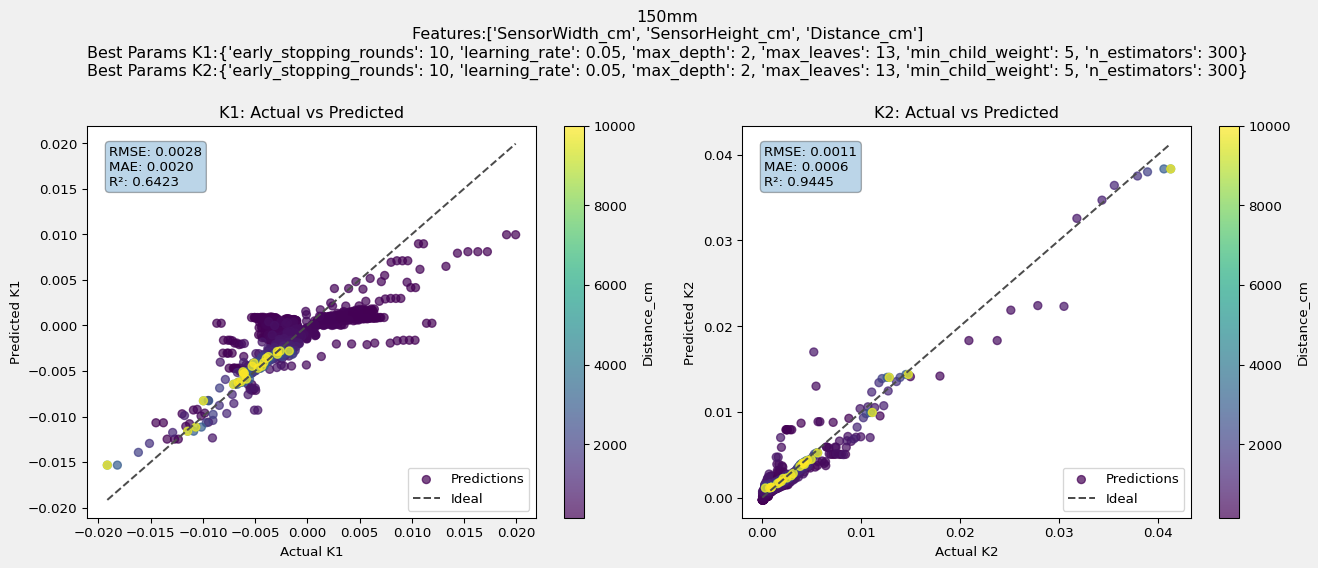 150mm
Features:['SensorWidth_cm', 'SensorHeight_cm', 'Distance_cm']
Best Params K1:{'early_stopping_rounds': 10, 'learning_rate': 0.05, 'max_depth': 2, 'max_leaves': 13, 'min_child_weight': 5, 'n_estimators': 300}
Best Params K2:{'early_stopping_rounds': 10, 'learning_rate': 0.05, 'max_depth': 2, 'max_leaves': 13, 'min_child_weight': 5, 'n_estimators': 300}
K1: Actual vs Predicted
RMSE: 0.0028
MAE: 0.0020
R²: 0.6423
0.020
0.015
0.010
0.005
0.000
−0.005
−0.010
−0.015
−0.020
Predicted K1
−0.020
−0.015
−0.010
−0.005
0.000
0.005
0.010
0.015
0.020
Actual K1
Predictions
Ideal
10000
8000
6000
4000
2000
Distance_cm
K2: Actual vs Predicted
RMSE: 0.0011
MAE: 0.0006
R²: 0.9445
0.04
0.03
0.02
0.01
0.00
Predicted K2
0.00
0.01
0.02
0.03
0.04
Actual K2
Predictions
Ideal
10000
8000
6000
4000
2000
Distance_cm